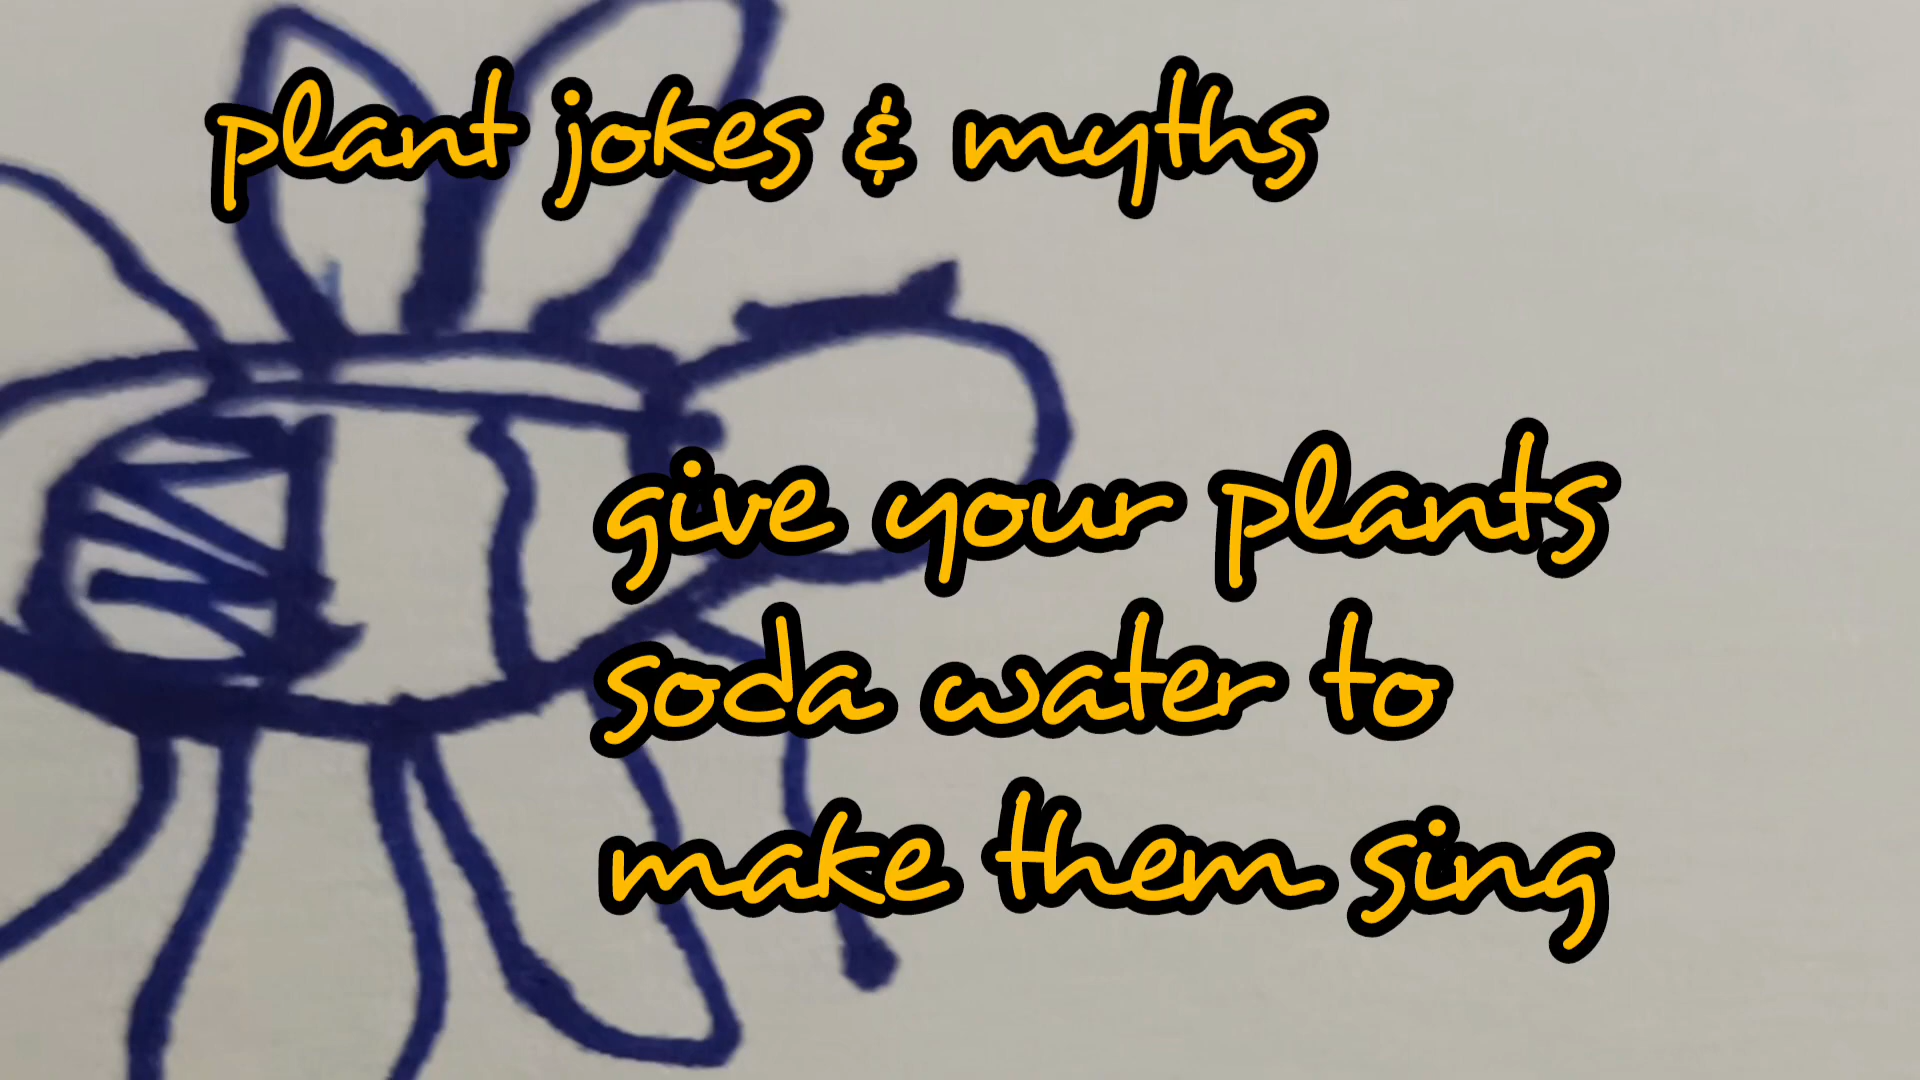 plant jokes & myths
give your plants
soda water to
make them sing